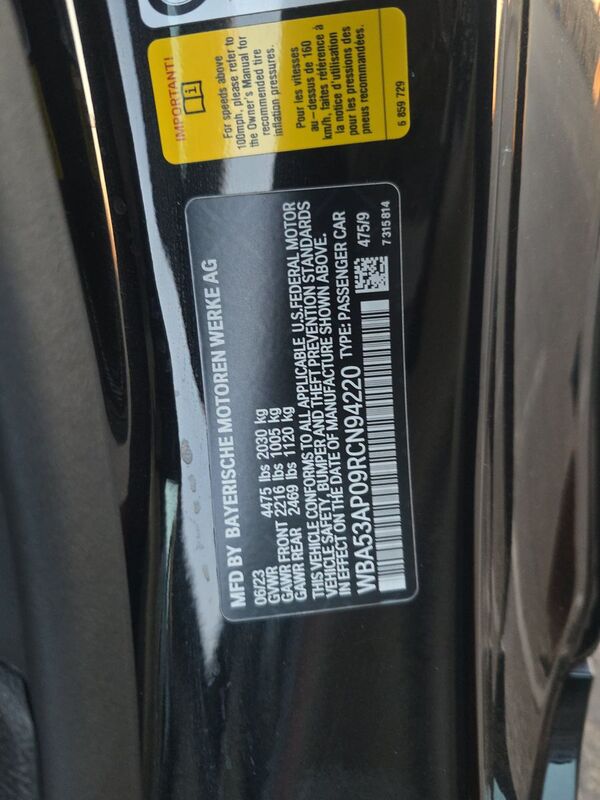 MFD BY BAYERISCHE MOTOREN WERKE AG
06/23
GVWR 4475 lbs 2030 kg
GAWR FRONT 2216 lbs 1005 kg
GAWR REAR 2469 lbs 1120 kg
THIS VEHICLE CONFORMS TO ALL APPLICABLE U.S.FEDERAL MOTOR
VEHICLE SAFETY, BUMPER AND THEFT PREVENTION STANDARDS
IN EFFECT ON THE DATE OF MANUFACTURE SHOWN ABOVE.
WBA53AP09RCN94220 TYPE: PASSENGER CAR
475/9
7 315 814
IMPORTANT!
For speeds above
100mph, please refer to
the Owner's Manual for
recommended tire
inflation pressures.
Pour les vitesses
au-dessus de 160
km/h, faites référence à
la notice d'utilisation
pour les pressions des
pneus recommandées.
6 859 729